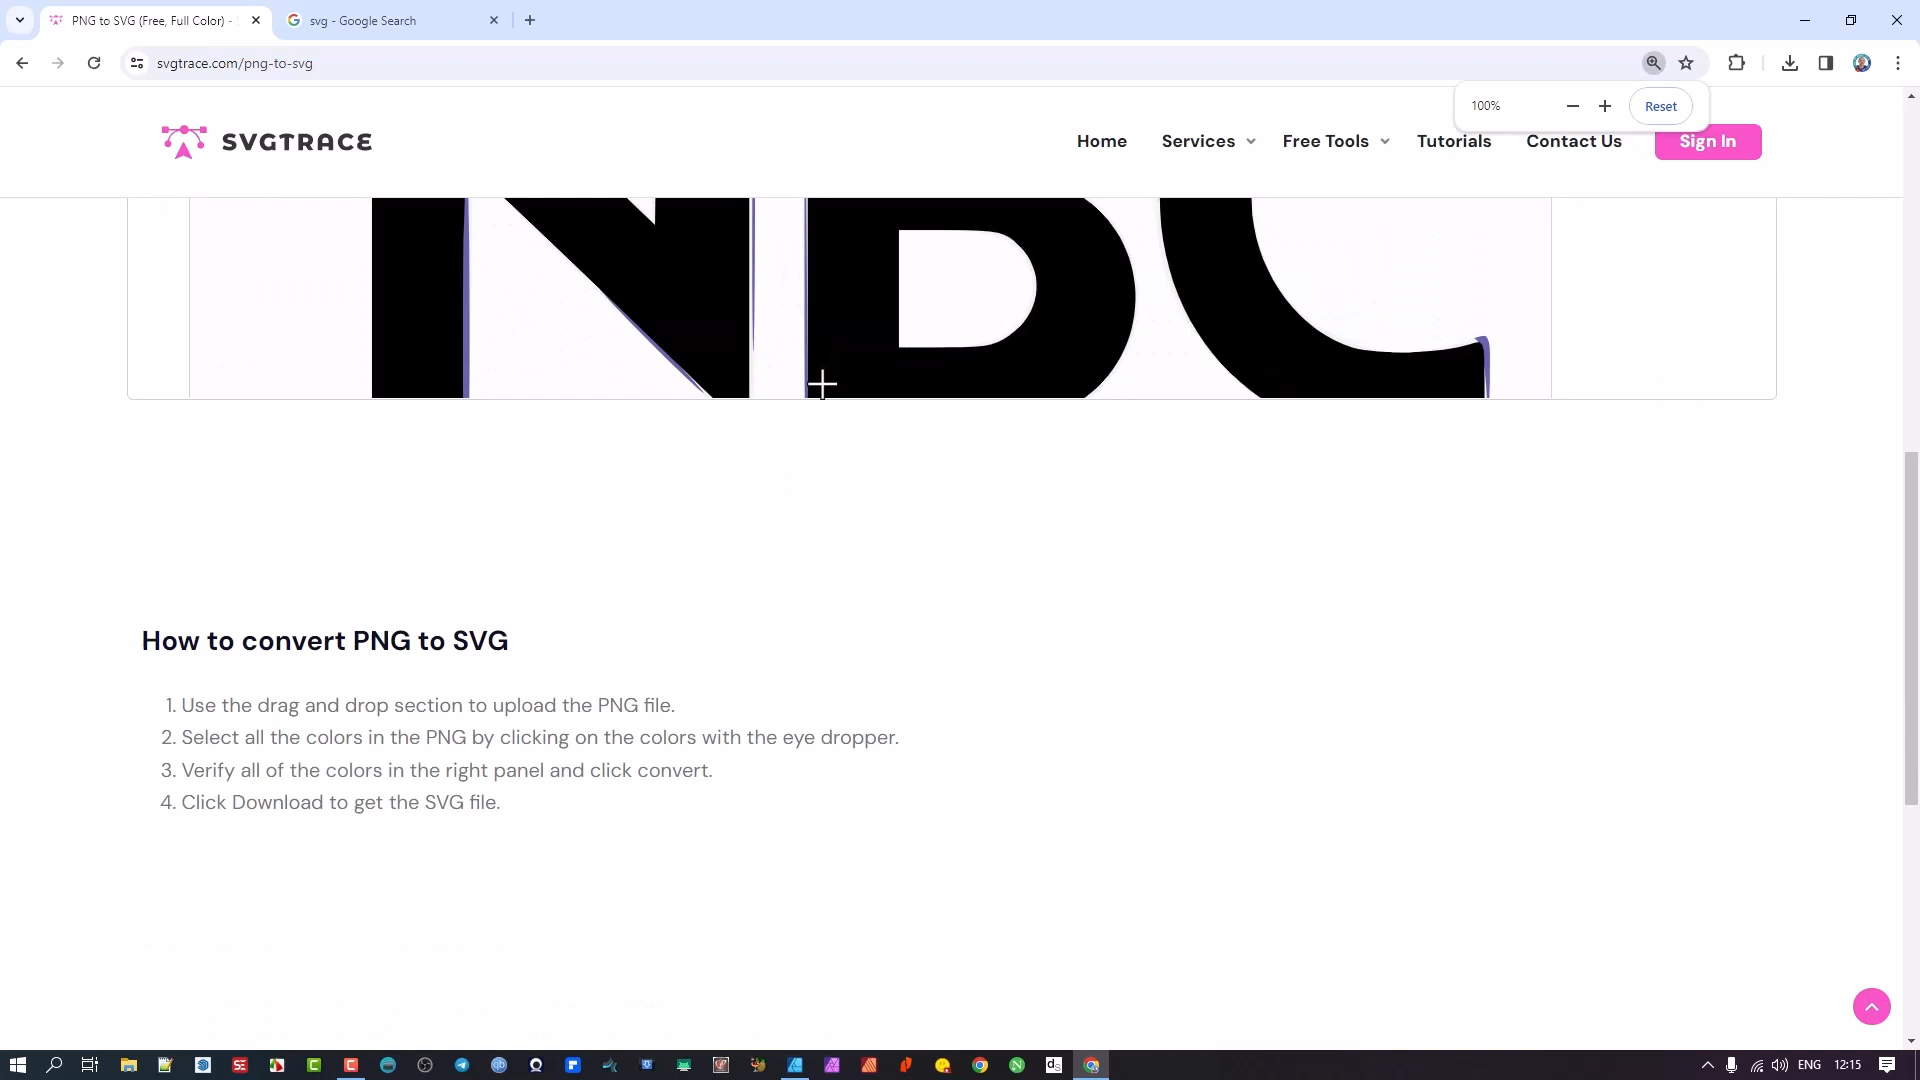 PNG to SVG (Free, Full Color) -
svg - Google Search
svgtrace.com/png-to-svg
100%
Reset
SVGTRACE
Home
Services
Free Tools
Tutorials
Contact Us
Sign In
NBC
How to convert PNG to SVG
1. Use the drag and drop section to upload the PNG file.
2. Select all the colors in the PNG by clicking on the colors with the eye dropper.
3. Verify all of the colors in the right panel and click convert.
4. Click Download to get the SVG file.
ENG
12:15